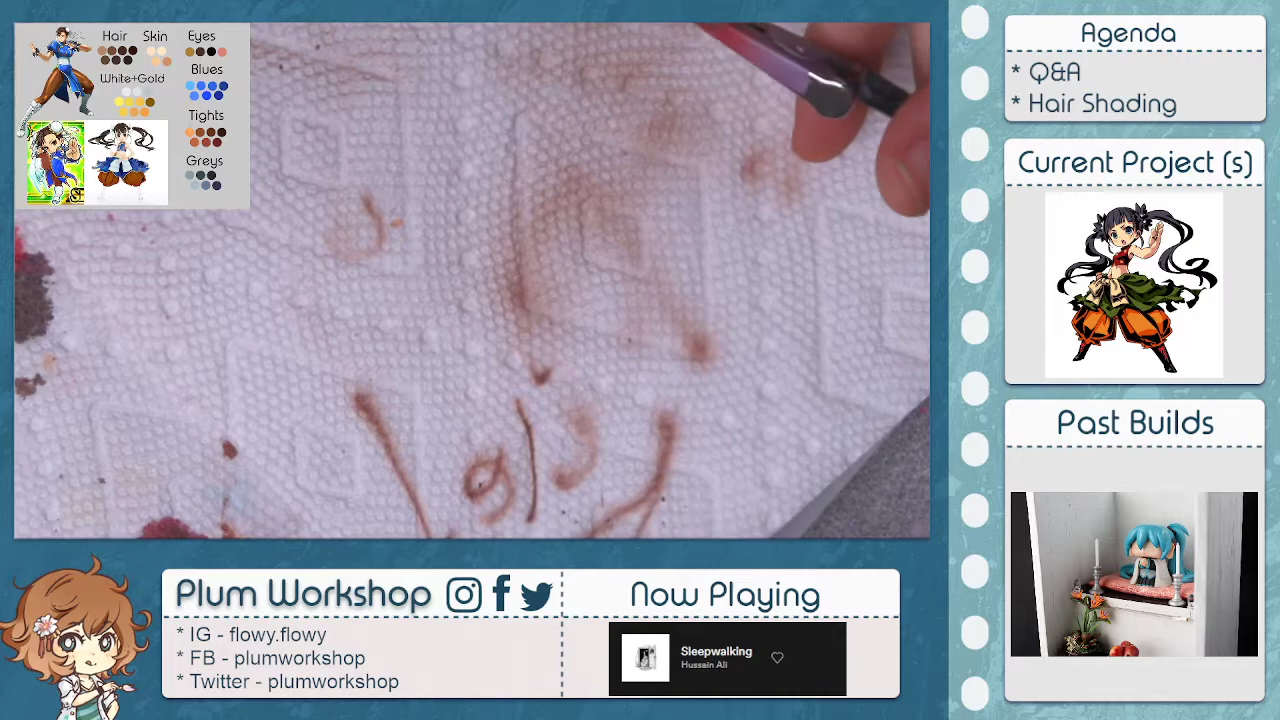 Hair Skin Eyes
White+Gold
Blues
Tights
Greys
Agenda
* Q&A
* Hair Shading
Current Project (s)
Past Builds
Plum Workshop
* IG - flowy.flowy
* FB - plumworkshop
* Twitter - plumworkshop
Now Playing
Sleepwalking
Hussain Ali